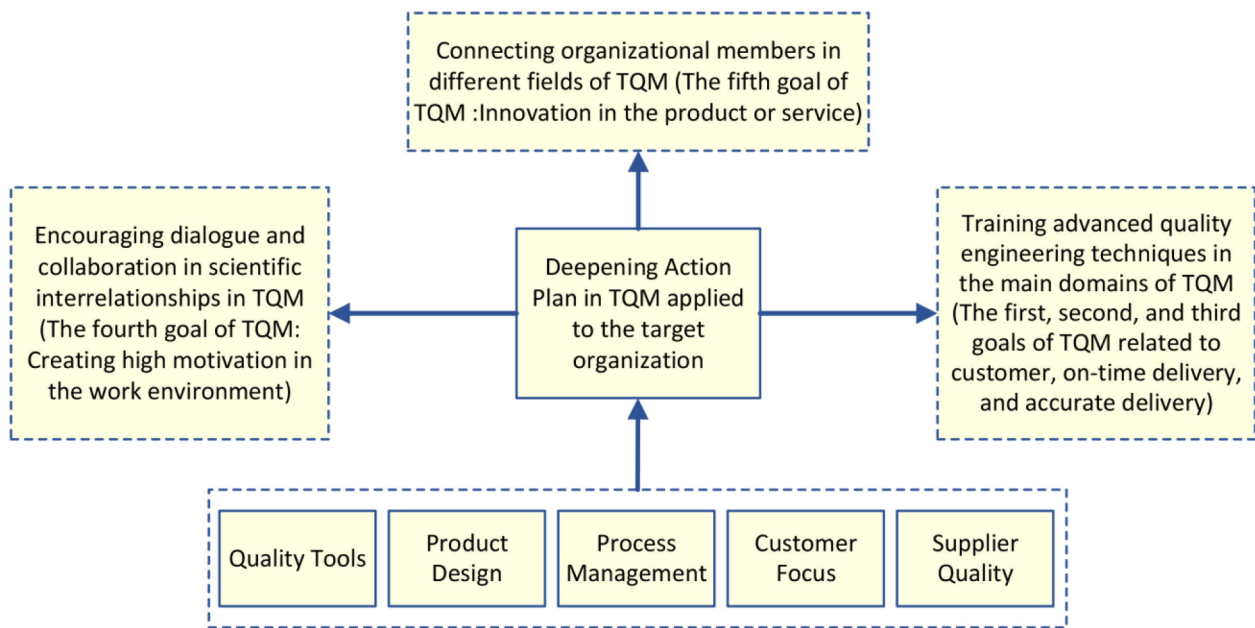 Connecting organizational members in
different fields of TQM (The fifth goal of
TQM :Innovation in the product or service)
Encouraging dialogue and
collaboration in scientific
interrelationships in TQM
(The fourth goal of TQM:
Creating high motivation in
the work environment)
Deepening Action
Plan in TQM applied
to the target
organization
Training advanced quality
engineering techniques in
the main domains of TQM
(The first, second, and third
goals of TQM related to
customer, on-time delivery,
and accurate delivery)
Quality Tools
Product
Design
Process
Management
Customer
Focus
Supplier
Quality